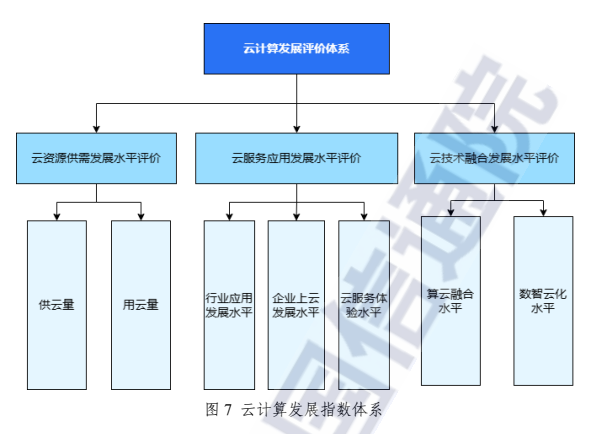 云计算发展评价体系
云资源供需发展水平评价
云服务应用发展水平评价
云技术融合发展水平评价
供云量
用云量
行业应用
发展水平
企业上云
发展水平
云服务体
验水平
算云融合
水平
数智云化
水平
图 7 云计算发展指数体系
国信通院